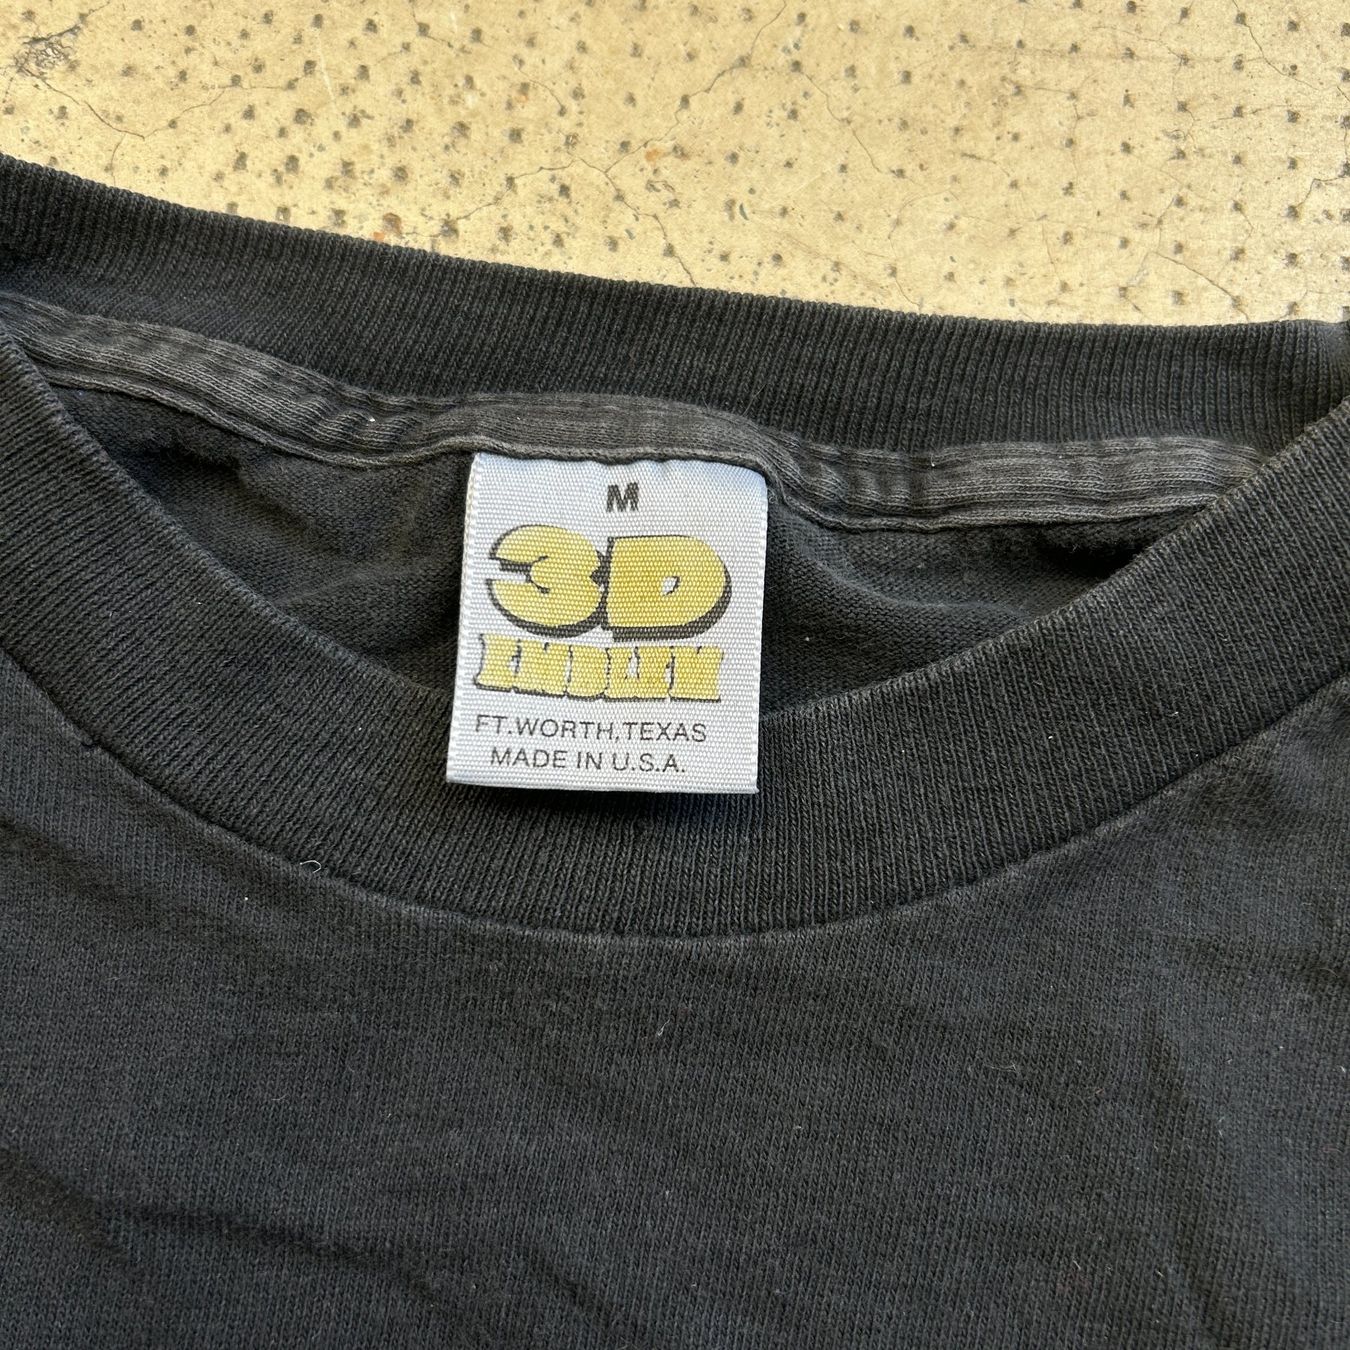 M
3D
EMBLEM
FT. WORTH, TEXAS
MADE IN U.S.A.